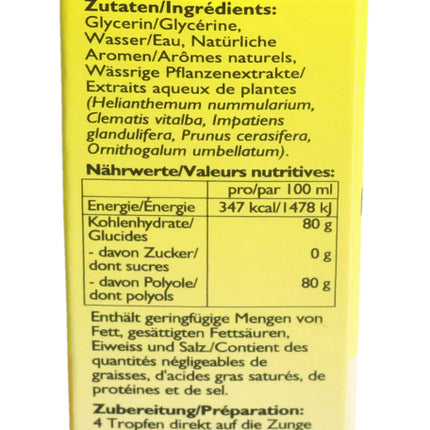 Zutaten/Ingrédients:
Glycerin/Glycérine,
Wasser/Eau, Natürliche
Aromen/Arômes naturels,
Wässrige Pflanzenextrakte/
Extraits aqueux de plantes
(Helianthemum nummularium,
Clematis vitalba, Impatiens
glandulifera, Prunus cerasifera,
Ornithogalum umbellatum).
Nährwerte/Valeurs nutritives:
pro/par 100 ml
Energie/Énergie 347 kcal/1478 kJ
Kohlenhydrate/ 80 g
Glucides
- davon Zucker/ 0 g
dont sucres
- davon Polyole/ 80 g
dont polyols
Enthält geringfügige Mengen von
Fett, gesättigten Fettsäuren,
Eiweiss und Salz./Contient des
quantités négligeables de
graisses, d'acides gras saturés, de
protéines et de sel.
Zubereitung/Préparation:
4 Tropfen direkt auf die Zunge